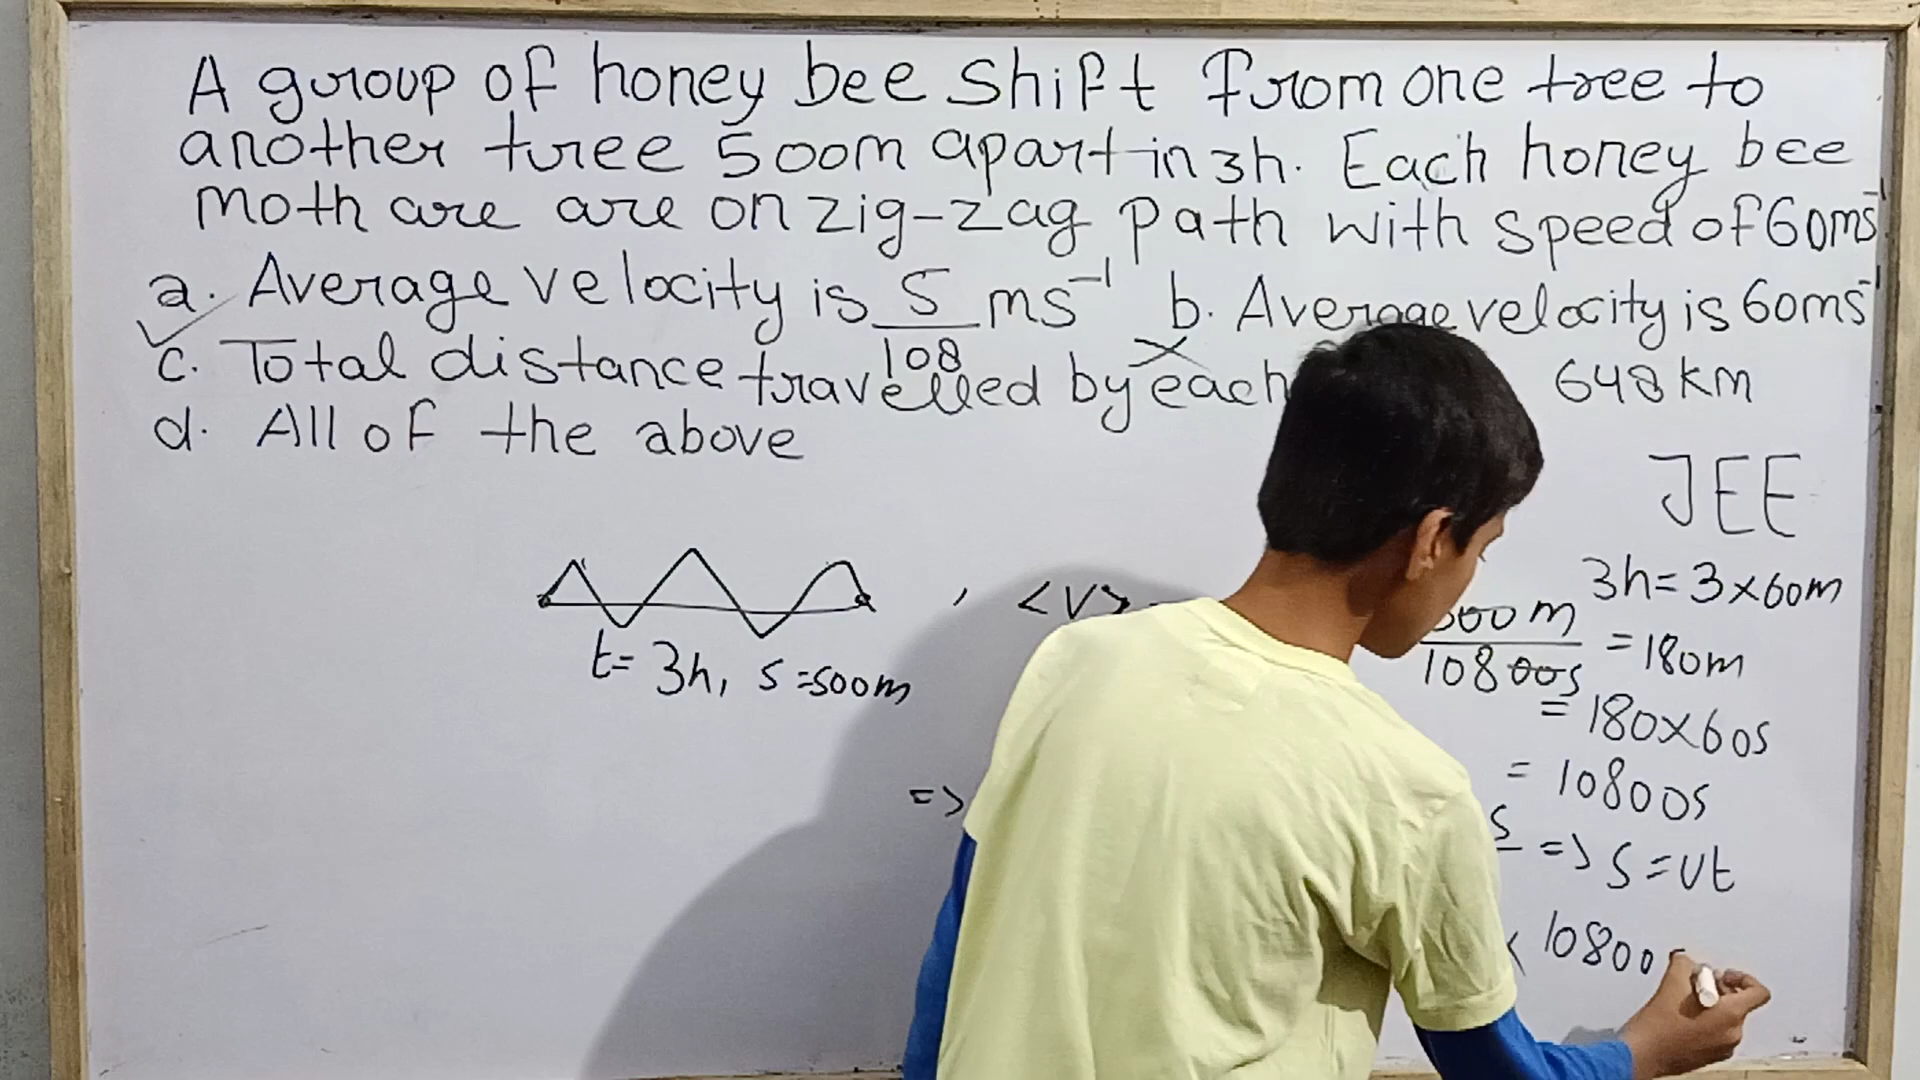 A group of honey bee shift from one tree to
another tree 500m apart in 3h. Each honey bee
moth are are on zig-zag path with speed of 60ms⁻¹.
a. Average velocity is 5/108 ms⁻¹ b. Average velocity is 60ms⁻¹
c. Total distance travelled by each 648 km
d. All of the above
JEE
t= 3h, s=500m
, <v>
500 m / 10800s
3h = 3×60m
= 180m
= 180×60s
= 10800s
=>
s => s = vt
× 10800